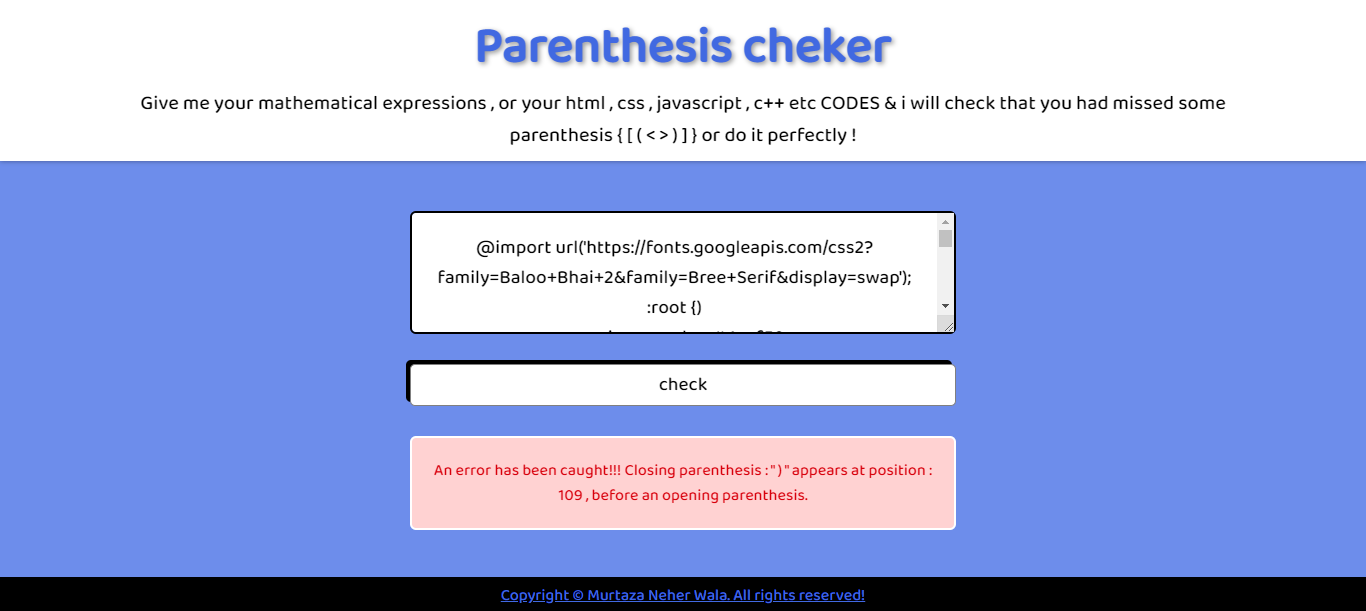 Parenthesis cheker
Give me your mathematical expressions , or your html , css , javascript , c++ etc CODES & i will check that you had missed some
parenthesis { [ ( < > ) ] } or do it perfectly !
@import url('https://fonts.googleapis.com/css2?
family=Baloo+Bhai+2&family=Bree+Serif&display=swap');
:root {)
check
An error has been caught!!! Closing parenthesis : " ) " appears at position :
109 , before an opening parenthesis.
Copyright © Murtaza Neher Wala. All rights reserved!